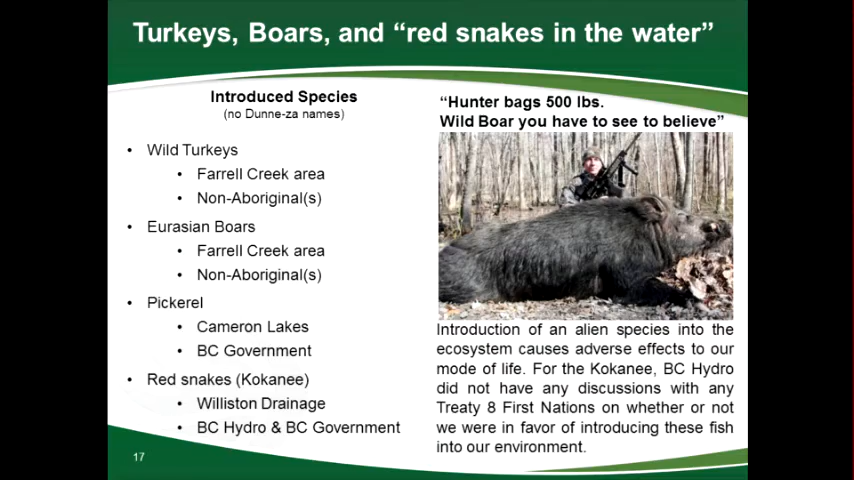 Turkeys, Boars, and “red snakes in the water”
Introduced Species
(no Dunne-za names)
• Wild Turkeys
• Farrell Creek area
• Non-Aboriginal(s)
• Eurasian Boars
• Farrell Creek area
• Non-Aboriginal(s)
• Pickerel
• Cameron Lakes
• BC Government
• Red snakes (Kokanee)
• Williston Drainage
• BC Hydro & BC Government
“Hunter bags 500 lbs.
Wild Boar you have to see to believe”
Introduction of an alien species into the
ecosystem causes adverse effects to our
mode of life. For the Kokanee, BC Hydro
did not have any discussions with any
Treaty 8 First Nations on whether or not
we were in favor of introducing these fish
into our environment.
17